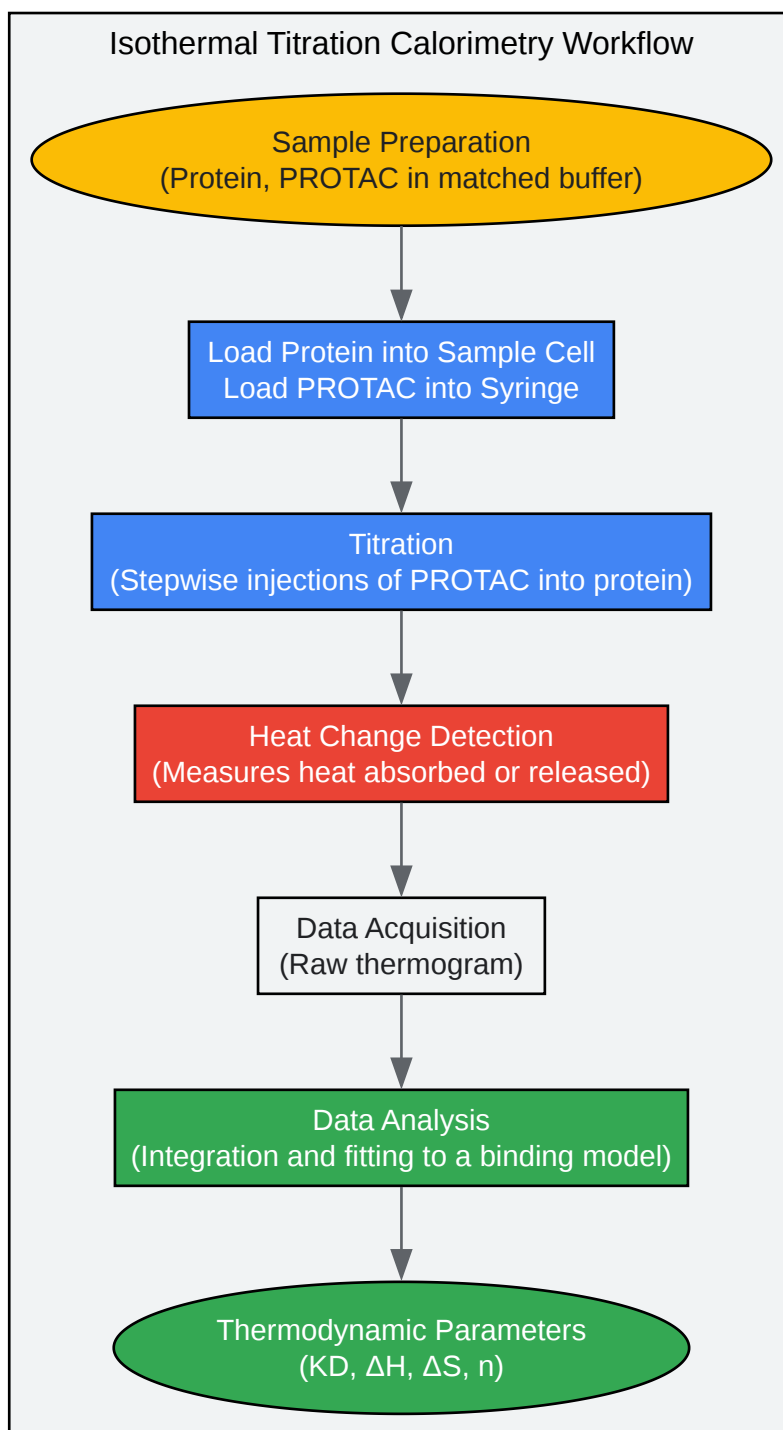 Isothermal Titration Calorimetry Workflow
Sample Preparation
(Protein, PROTAC in matched buffer)
Load Protein into Sample Cell
Load PROTAC into Syringe
Titration
(Stepwise injections of PROTAC into protein)
Heat Change Detection
(Measures heat absorbed or released)
Data Acquisition
(Raw thermogram)
Data Analysis
(Integration and fitting to a binding model)
Thermodynamic Parameters
(KD, ΔH, ΔS, n)